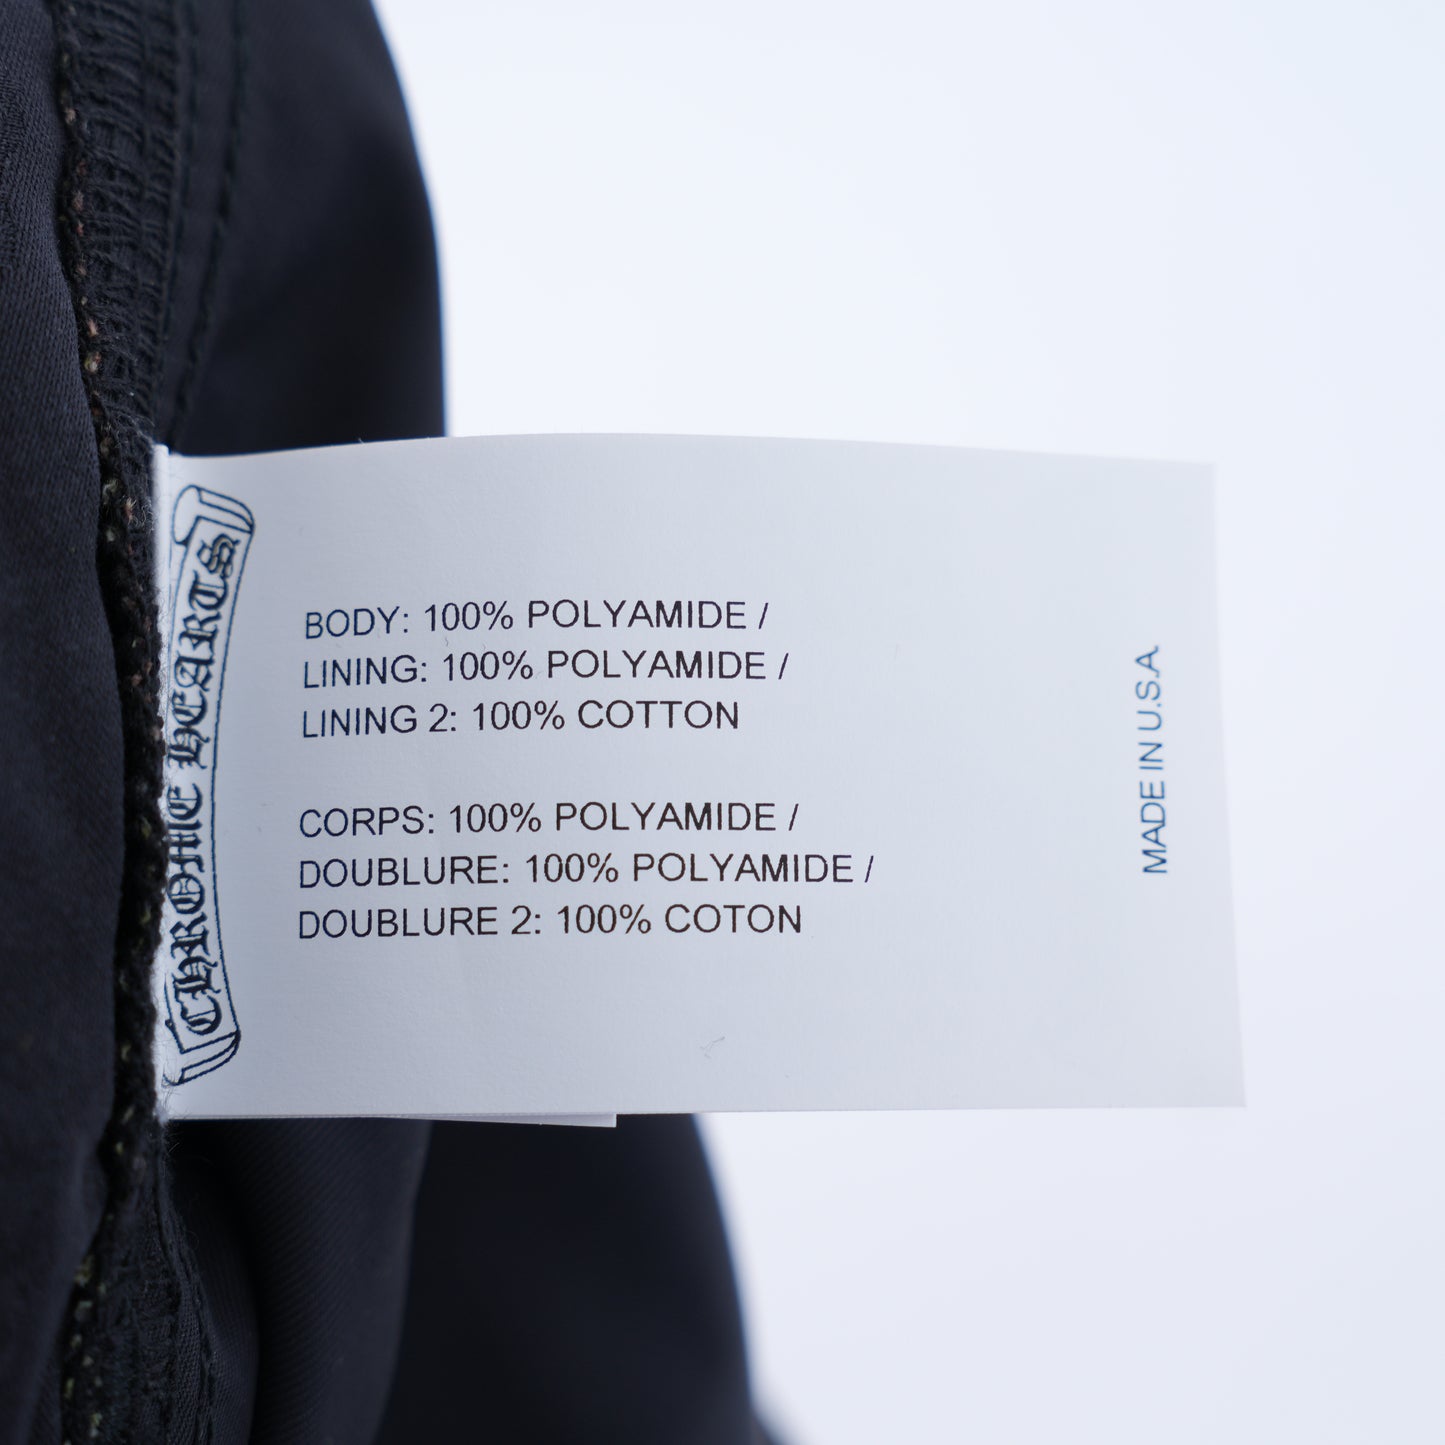 CHROME HEARTS
BODY: 100% POLYAMIDE /
LINING: 100% POLYAMIDE /
LINING 2: 100% COTTON
CORPS: 100% POLYAMIDE /
DOUBLURE: 100% POLYAMIDE /
DOUBLURE 2: 100% COTON
MADE IN U.S.A